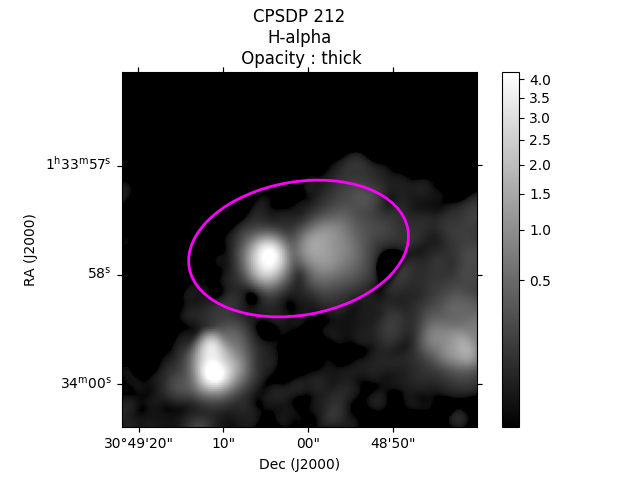 CPSDP 212
H-alpha
Opacity : thick
4.0
3.5
3.0
2.5
2.0
1.5
1.0
0.5
RA (J2000)
1ʰ33ᵐ57ˢ
58ˢ
34ᵐ00ˢ
30°49'20" 10" 00" 48'50"
Dec (J2000)